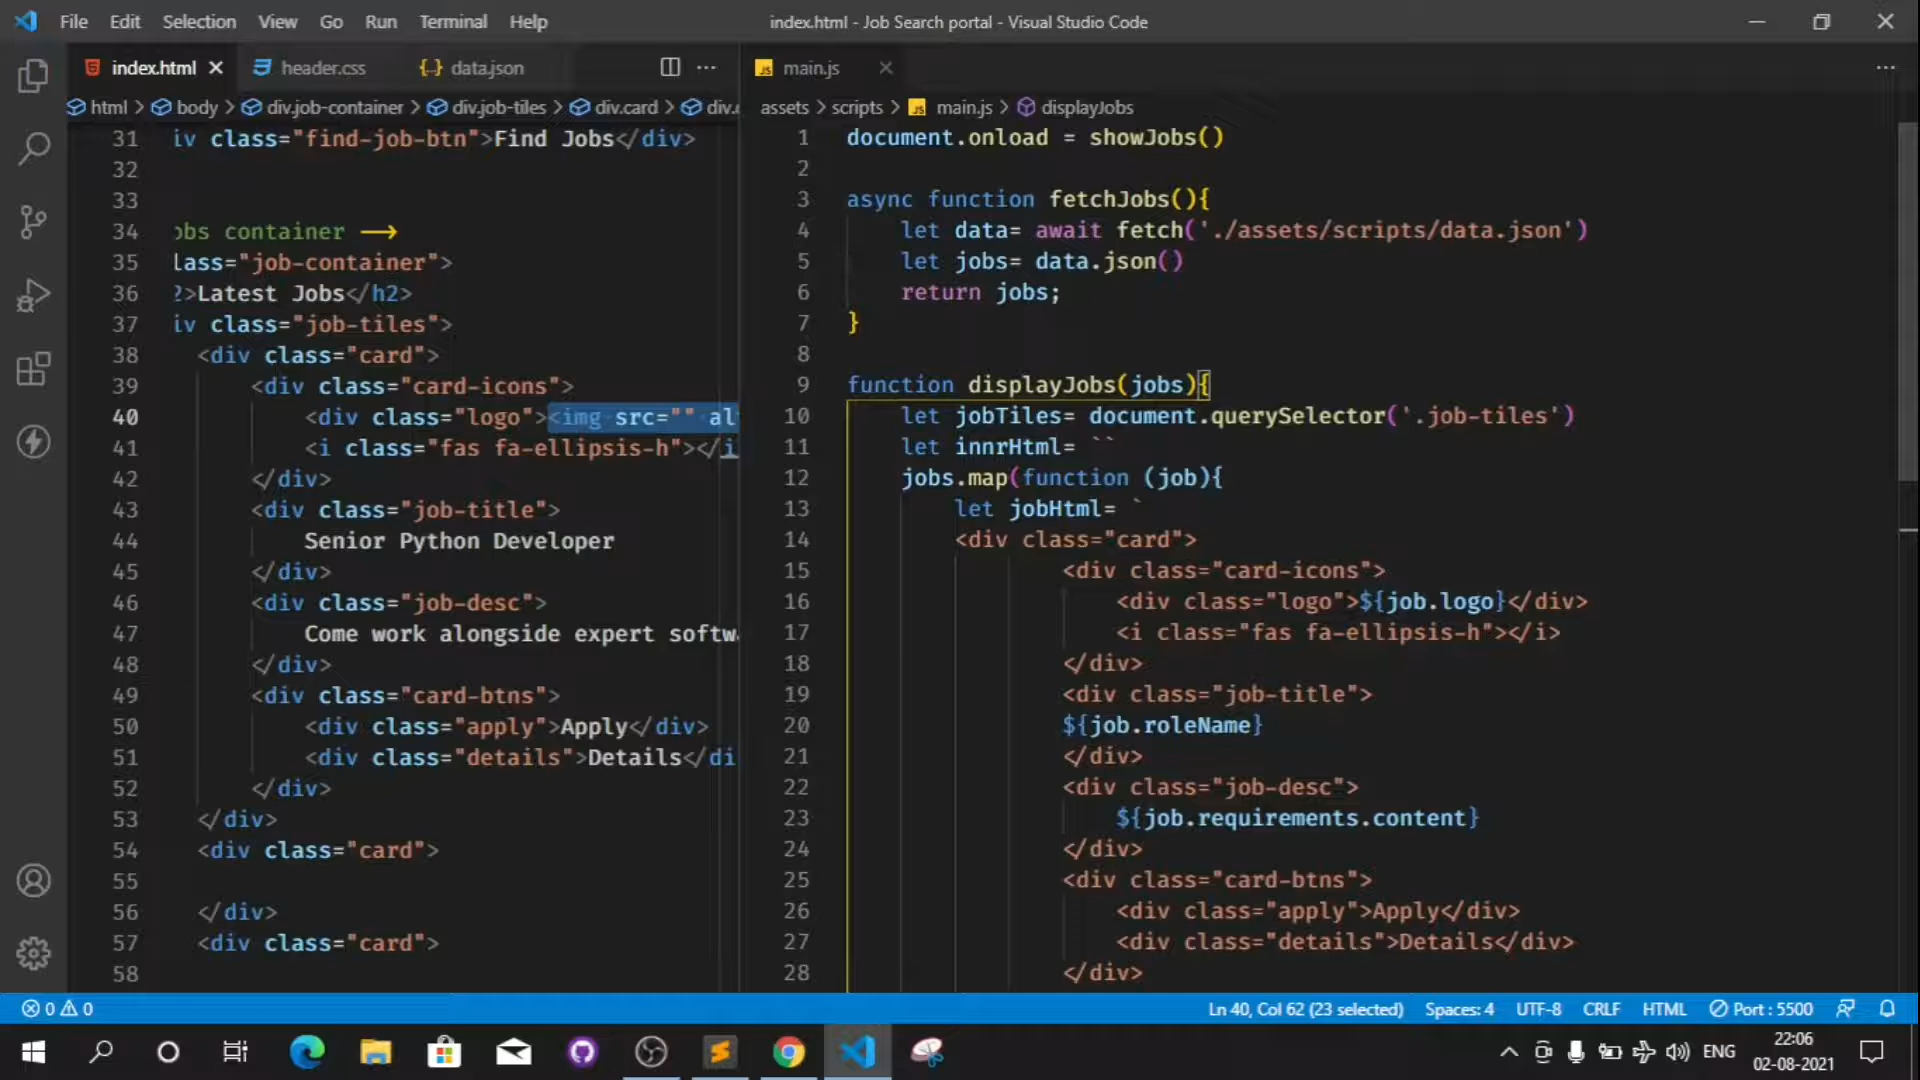 File Edit Selection View Go Run Terminal Help
index.html - Job Search portal - Visual Studio Code
index.html header.css data.json
html > body > div.job-container > div.job-tiles > div.card > div.c
31 iv class="find-job-btn">Find Jobs</div>
32
33
34 obs container -->
35 lass="job-container">
36 2>Latest Jobs</h2>
37 iv class="job-tiles">
38 <div class="card">
39 <div class="card-icons">
40 <div class="logo"><img src="" al
41 <i class="fas fa-ellipsis-h"></i
42 </div>
43 <div class="job-title">
44 Senior Python Developer
45 </div>
46 <div class="job-desc">
47 Come work alongside expert softw
48 </div>
49 <div class="card-btns">
50 <div class="apply">Apply</div>
51 <div class="details">Details</di
52 </div>
53 </div>
54 <div class="card">
55
56 </div>
57 <div class="card">
58
main.js
assets > scripts > JS main.js > displayJobs
1 document.onload = showJobs()
2
3 async function fetchJobs(){
4 let data= await fetch('./assets/scripts/data.json')
5 let jobs= data.json()
6 return jobs;
7 }
8
9 function displayJobs(jobs){
10 let jobTiles= document.querySelector('.job-tiles')
11 let innrHtml= ``
12 jobs.map(function (job){
13 let jobHtml= `
14 <div class="card">
15 <div class="card-icons">
16 <div class="logo">${job.logo}</div>
17 <i class="fas fa-ellipsis-h"></i>
18 </div>
19 <div class="job-title">
20 ${job.roleName}
21 </div>
22 <div class="job-desc">
23 ${job.requirements.content}
24 </div>
25 <div class="card-btns">
26 <div class="apply">Apply</div>
27 <div class="details">Details</div>
28 </div>
0 0
Ln 40, Col 62 (23 selected) Spaces: 4 UTF-8 CRLF HTML Port : 5500
ENG
22:06
02-08-2021